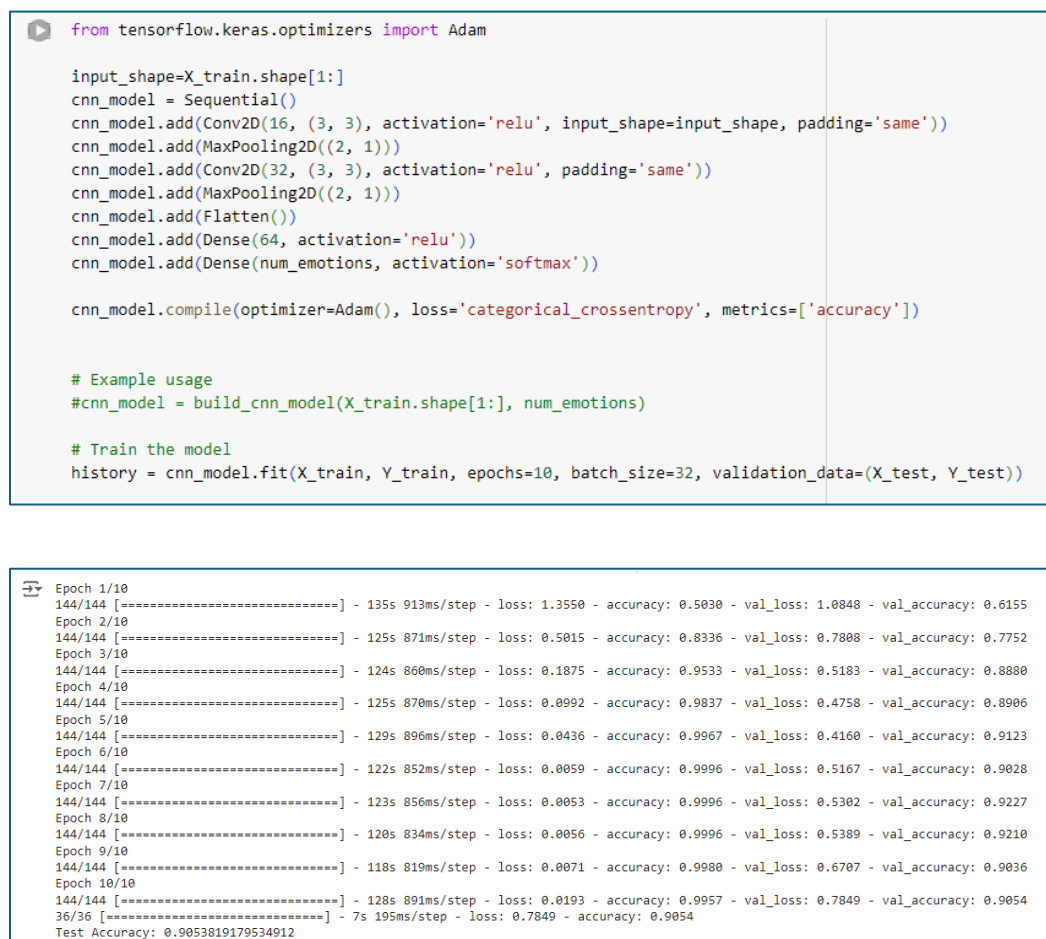 from tensorflow.keras.optimizers import Adam
input_shape=X_train.shape[1:]
cnn_model = Sequential()
cnn_model.add(Conv2D(16, (3, 3), activation='relu', input_shape=input_shape, padding='same'))
cnn_model.add(MaxPooling2D((2, 1)))
cnn_model.add(Conv2D(32, (3, 3), activation='relu', padding='same'))
cnn_model.add(MaxPooling2D((2, 1)))
cnn_model.add(Flatten())
cnn_model.add(Dense(64, activation='relu'))
cnn_model.add(Dense(num_emotions, activation='softmax'))
cnn_model.compile(optimizer=Adam(), loss='categorical_crossentropy', metrics=['accuracy'])
# Example usage
#cnn_model = build_cnn_model(X_train.shape[1:], num_emotions)
# Train the model
history = cnn_model.fit(X_train, Y_train, epochs=10, batch_size=32, validation_data=(X_test, Y_test))
Epoch 1/10
144/144 [==============================] - 135s 913ms/step - loss: 1.3550 - accuracy: 0.5030 - val_loss: 1.0848 - val_accuracy: 0.6155
Epoch 2/10
144/144 [==============================] - 125s 871ms/step - loss: 0.5015 - accuracy: 0.8336 - val_loss: 0.7808 - val_accuracy: 0.7752
Epoch 3/10
144/144 [==============================] - 124s 860ms/step - loss: 0.1875 - accuracy: 0.9533 - val_loss: 0.5183 - val_accuracy: 0.8880
Epoch 4/10
144/144 [==============================] - 125s 870ms/step - loss: 0.0992 - accuracy: 0.9837 - val_loss: 0.4758 - val_accuracy: 0.8906
Epoch 5/10
144/144 [==============================] - 129s 896ms/step - loss: 0.0436 - accuracy: 0.9967 - val_loss: 0.4160 - val_accuracy: 0.9123
Epoch 6/10
144/144 [==============================] - 122s 852ms/step - loss: 0.0059 - accuracy: 0.9996 - val_loss: 0.5167 - val_accuracy: 0.9028
Epoch 7/10
144/144 [==============================] - 123s 856ms/step - loss: 0.0053 - accuracy: 0.9996 - val_loss: 0.5302 - val_accuracy: 0.9227
Epoch 8/10
144/144 [==============================] - 120s 834ms/step - loss: 0.0056 - accuracy: 0.9996 - val_loss: 0.5389 - val_accuracy: 0.9210
Epoch 9/10
144/144 [==============================] - 118s 819ms/step - loss: 0.0071 - accuracy: 0.9980 - val_loss: 0.6707 - val_accuracy: 0.9036
Epoch 10/10
144/144 [==============================] - 128s 891ms/step - loss: 0.0193 - accuracy: 0.9957 - val_loss: 0.7849 - val_accuracy: 0.9054
36/36 [==============================] - 7s 195ms/step - loss: 0.7849 - accuracy: 0.9054
Test Accuracy: 0.9053819179534912